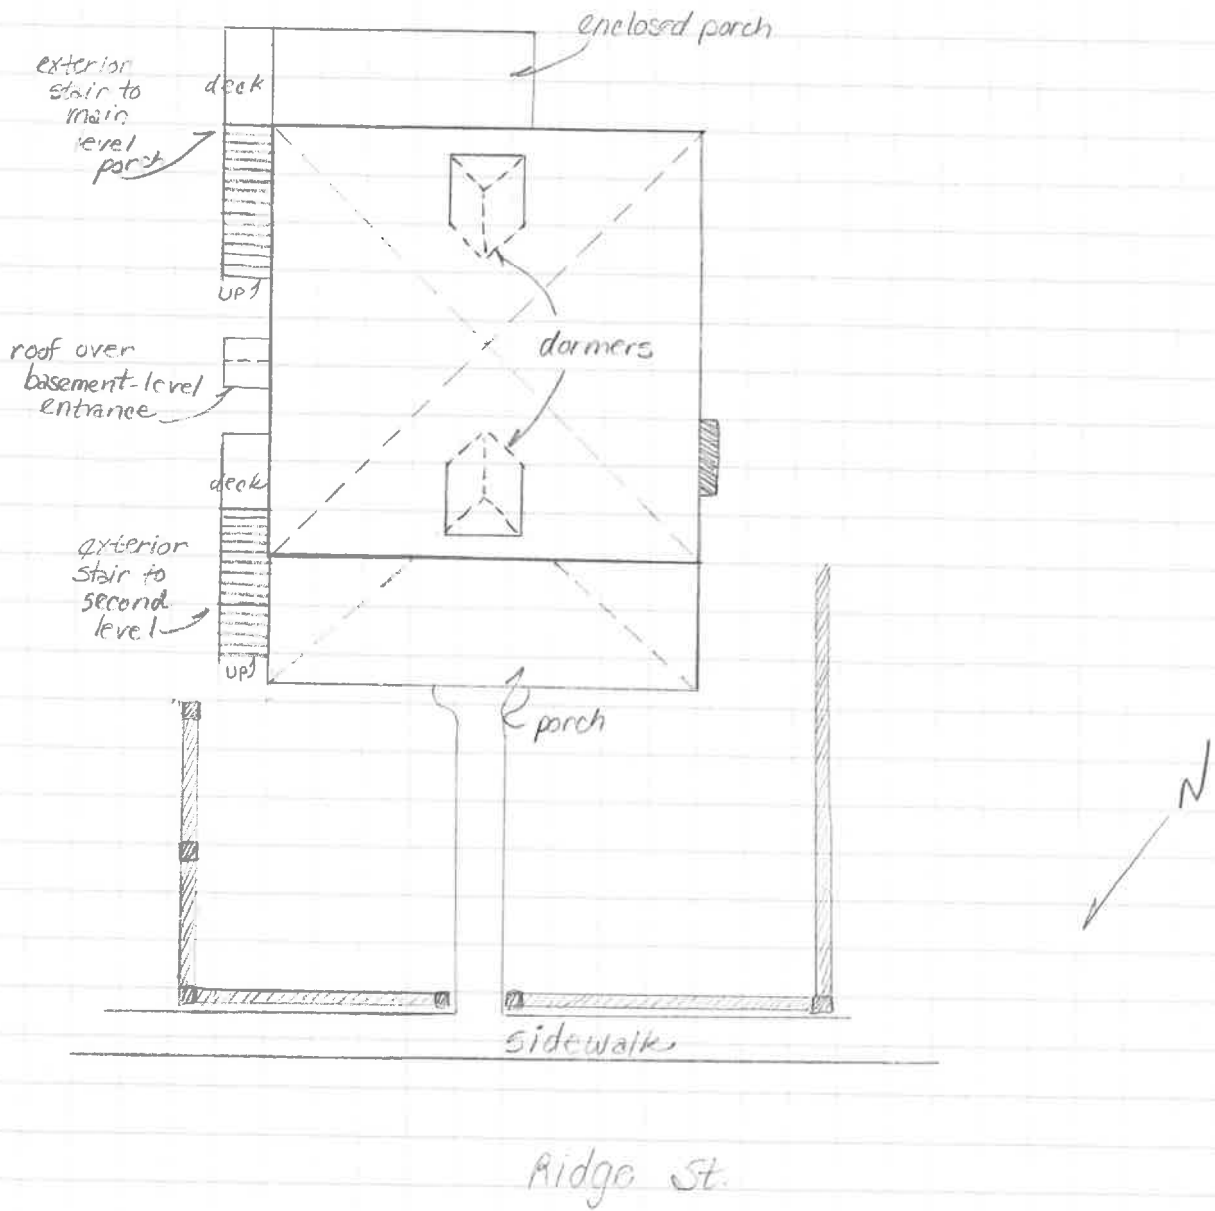 enclosed porch
exterior
stair to
main
level
porch
deck
UP
dormers
roof over
basement-level
entrance
deck
exterior
stair to
second
level
UP
porch
N
sidewalk
Ridge St.